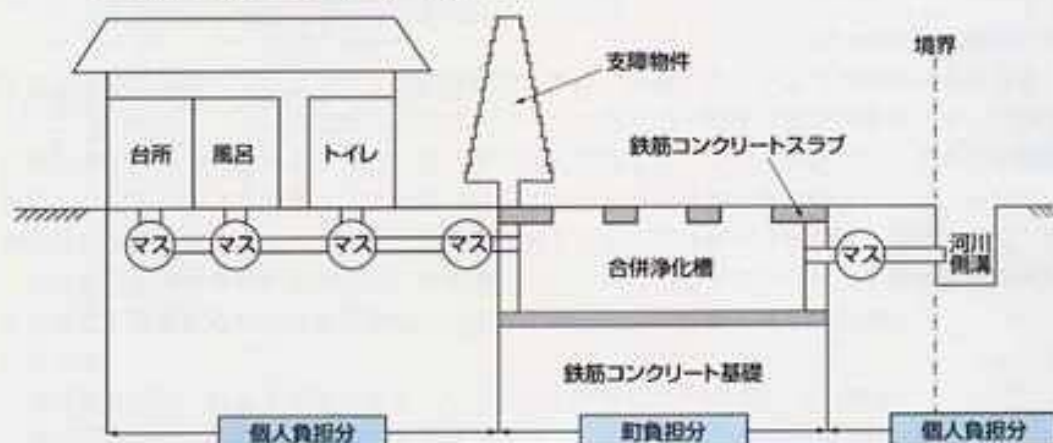 支障物件
境界
鉄筋コンクリートスラブ
台所
風呂
トイレ
マス
マス
マス
マス
合併浄化槽
マス
河川
側溝
鉄筋コンクリート基礎
個人負担分
町負担分
個人負担分